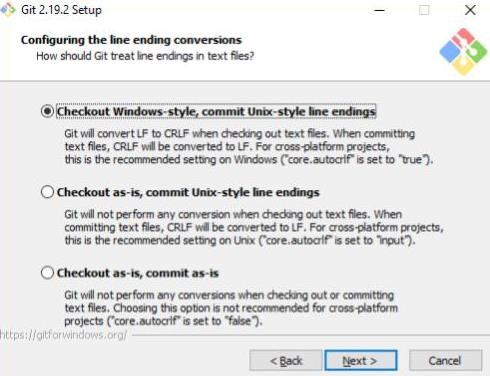 Git 2.19.2 Setup
Configuring the line ending conversions
How should Git treat line endings in text files?
Checkout Windows-style, commit Unix-style line endings
Git will convert LF to CRLF when checking out text files. When committing
text files, CRLF will be converted to LF. For cross-platform projects,
this is the recommended setting on Windows ("core.autocrlf" is set to "true").
Checkout as-is, commit Unix-style line endings
Git will not perform any conversion when checking out text files. When
committing text files, CRLF will be converted to LF. For cross-platform projects,
this is the recommended setting on Unix ("core.autocrlf" is set to "input").
Checkout as-is, commit as-is
Git will not perform any conversions when checking out or committing
text files. Choosing this option is not recommended for cross-platform
projects ("core.autocrlf" is set to "false").
https://gitforwindows.org/
< Back
Next >
Cancel